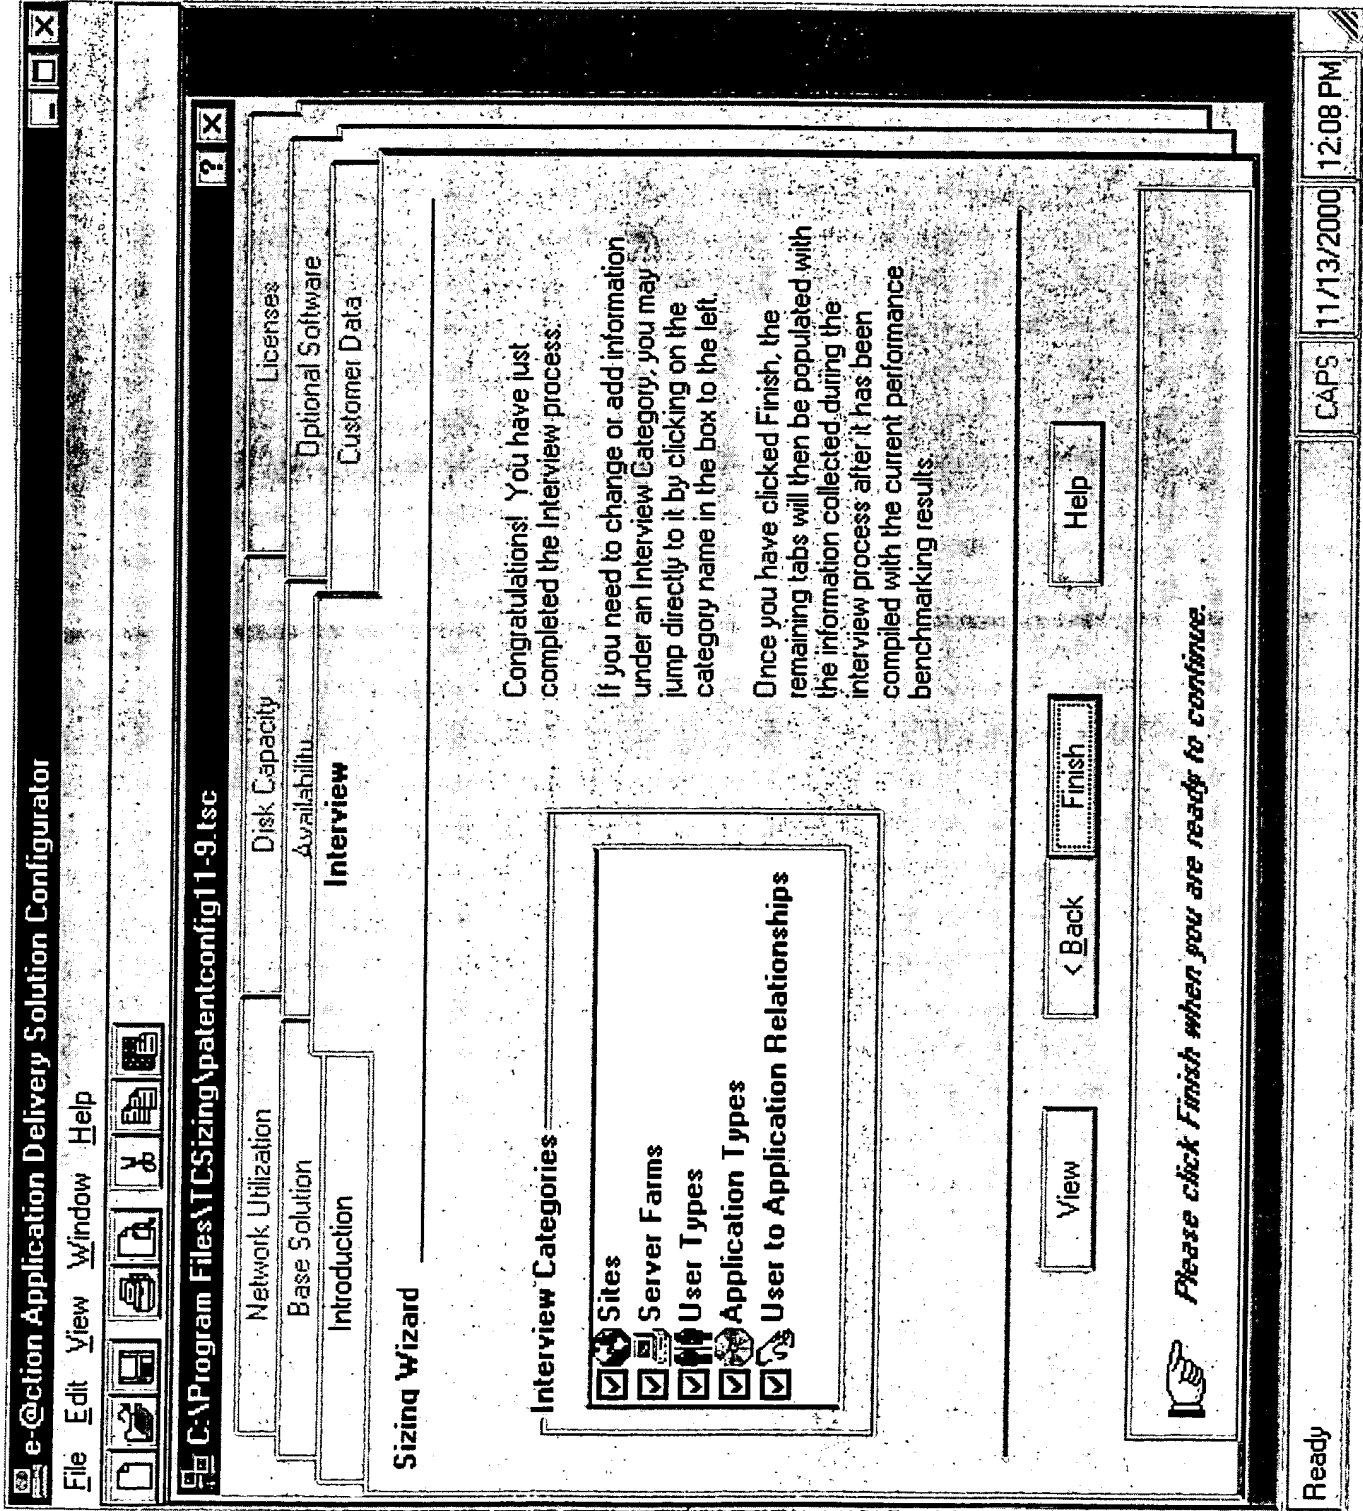 e-@ction Application Delivery Solution Configurator
File Edit View Window Help
C:\Program Files\TCSizing\patentconfig11-9.tsc
Network Utilization Disk Capacity Licenses
Base Solution Availability Optional Software
Introduction Interview Customer Data
Sizing Wizard
Interview Categories
Sites
Server Farms
User Types
Application Types
User to Application Relationships
Congratulations! You have just
completed the Interview process.
If you need to change or add information
under an Interview Category, you may
jump directly to it by clicking on the
category name in the box to the left.
Once you have clicked Finish, the
remaining tabs will then be populated with
the information collected during the
interview process after it has been
compiled with the current performance
benchmarking results.
View < Back Finish Help
Please click Finish when you are ready to continue.
Ready CAPS 11/13/2000 12:08 PM